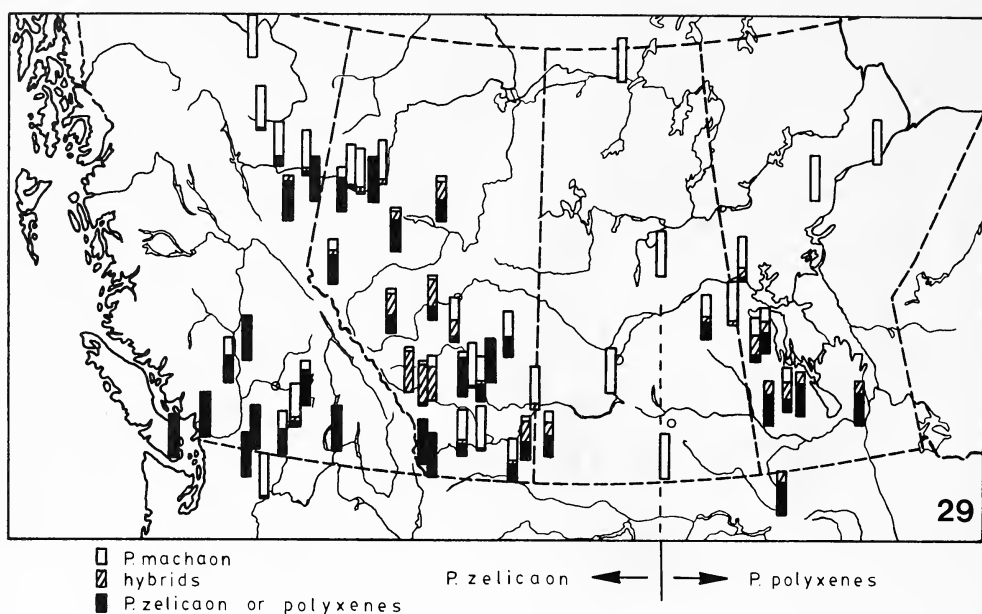 29
P. machaon
hybrids
P. zelicaon or polyxenes
P. zelicaon
P. polyxenes